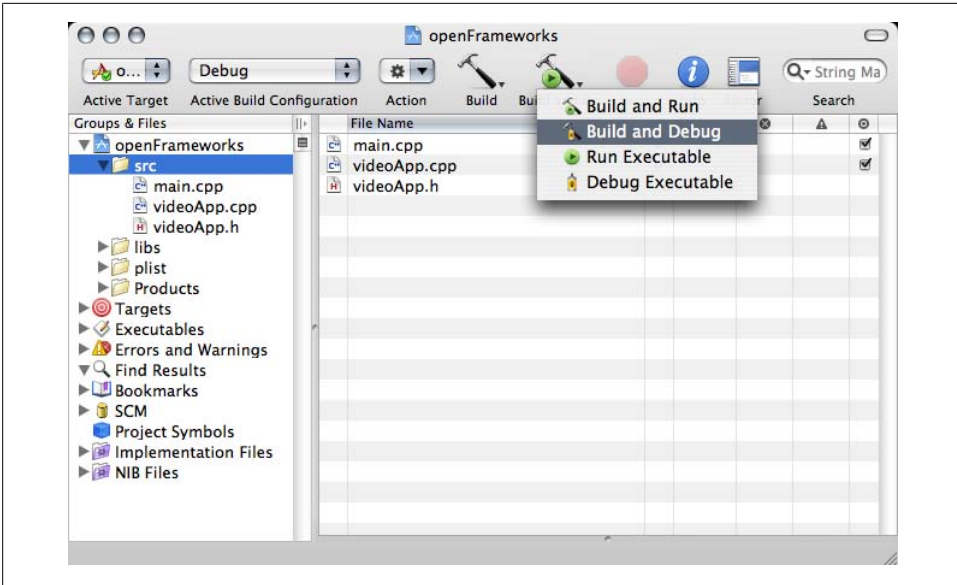 openFrameworks
o...
Debug
String Ma
Active Target
Active Build Configuration
Action
Build
Search
Build and Run
Build and Debug
Run Executable
Debug Executable
Groups & Files
File Name
openFrameworks
src
main.cpp
videoApp.cpp
videoApp.h
libs
plist
Products
Targets
Executables
Errors and Warnings
Find Results
Bookmarks
SCM
Project Symbols
Implementation Files
NIB Files
main.cpp
videoApp.cpp
videoApp.h